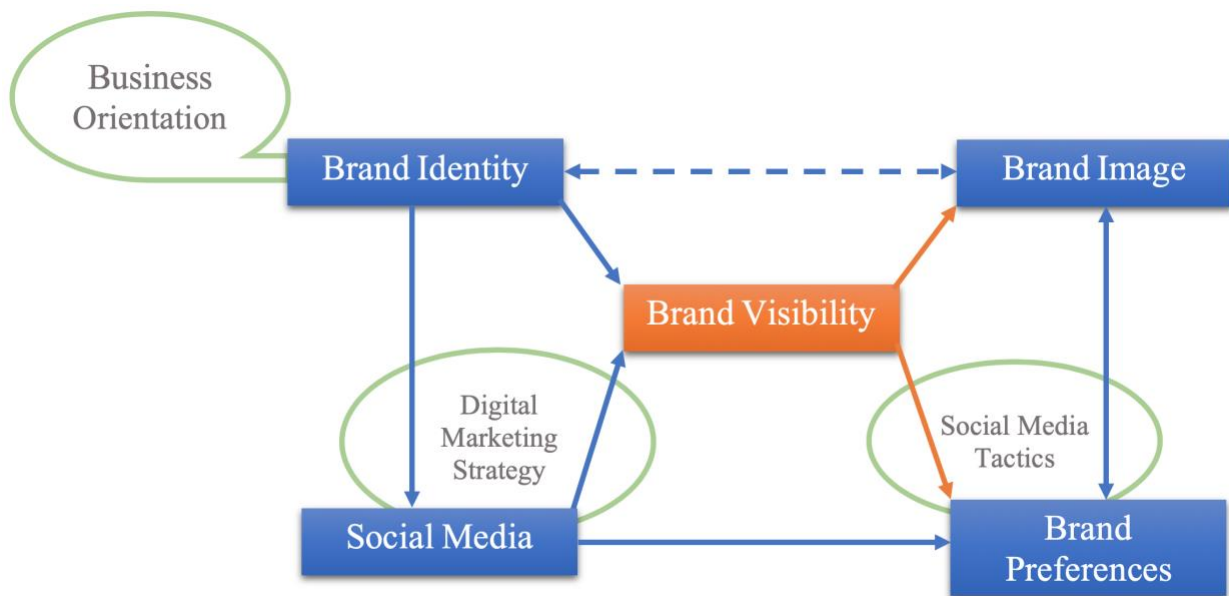 Business
Orientation
Brand Identity
Brand Image
Brand Visibility
Digital
Marketing
Strategy
Social Media
Tactics
Social Media
Brand
Preferences